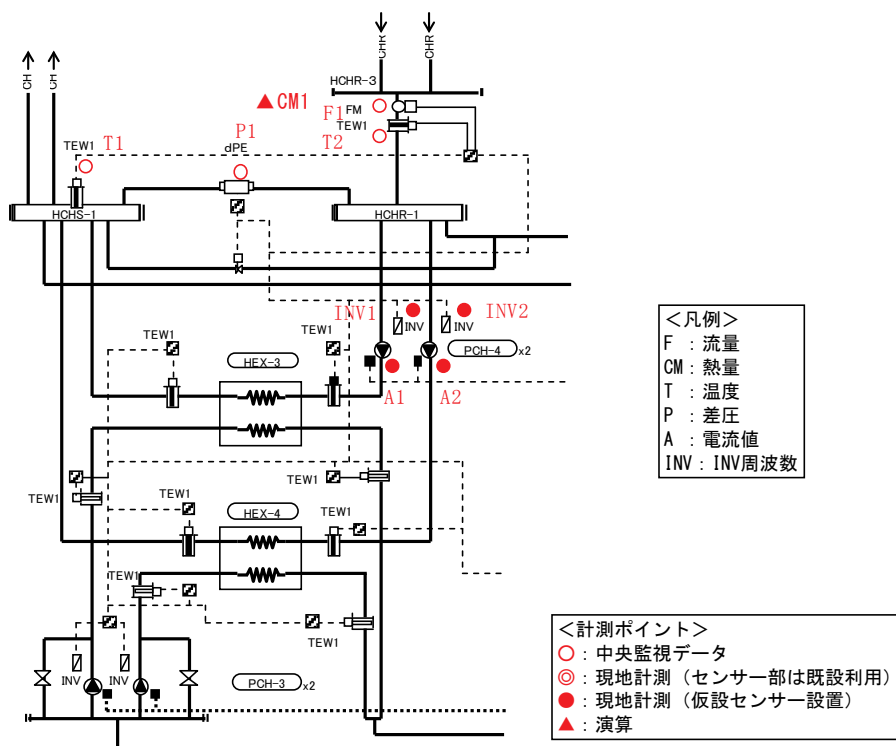 CHR
CHR
CH
CH
HCHR-3
CM1
F1
FM
TEW1
T2
P1
dPE
TEW1
T1
HCHS-1
HCHR-1
INV1
INV
INV
INV2
TEW1
TEW1
HEX-3
PCH-4
x2
A1
A2
TEW1
TEW1
TEW1
HEX-4
TEW1
TEW1
TEW1
INV
INV
PCH-3
x2
<凡例>
F : 流量
CM : 熱量
T : 温度
P : 差圧
A : 電流値
INV : INV周波数
<計測ポイント>
○ : 中央監視データ
◎ : 現地計測（センサー部は既設利用）
● : 現地計測（仮設センサー設置）
▲ : 演算